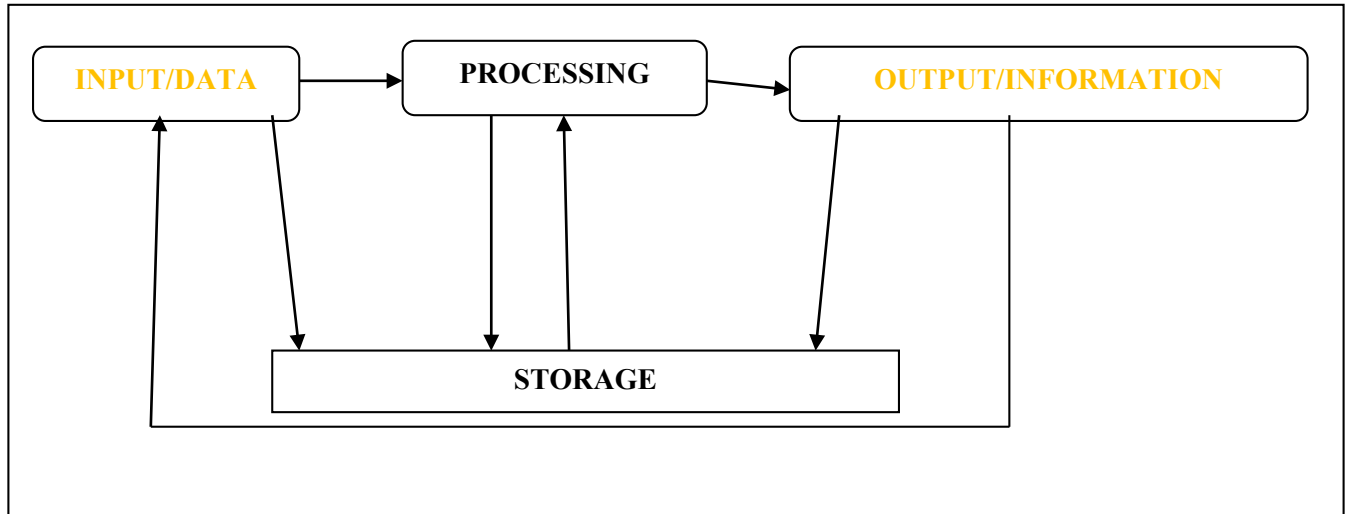 INPUT/DATA
PROCESSING
OUTPUT/INFORMATION
STORAGE